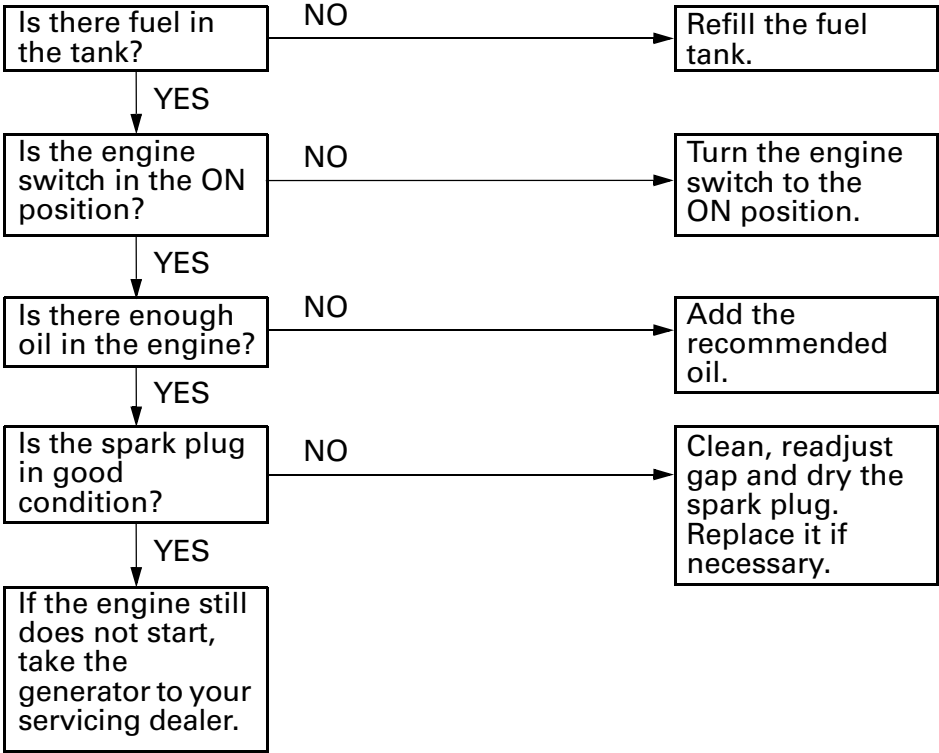 Is there fuel in
the tank?
NO
Refill the fuel
tank.
YES
Is the engine
switch in the ON
position?
NO
Turn the engine
switch to the
ON position.
YES
Is there enough
oil in the engine?
NO
Add the
recommended
oil.
YES
Is the spark plug
in good
condition?
NO
Clean, readjust
gap and dry the
spark plug.
Replace it if
necessary.
YES
If the engine still
does not start,
take the
generator to your
servicing dealer.